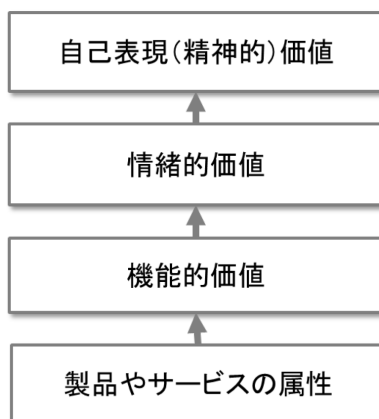 自己表現(精神的)価値
情緒的価値
機能的価値
製品やサービスの属性